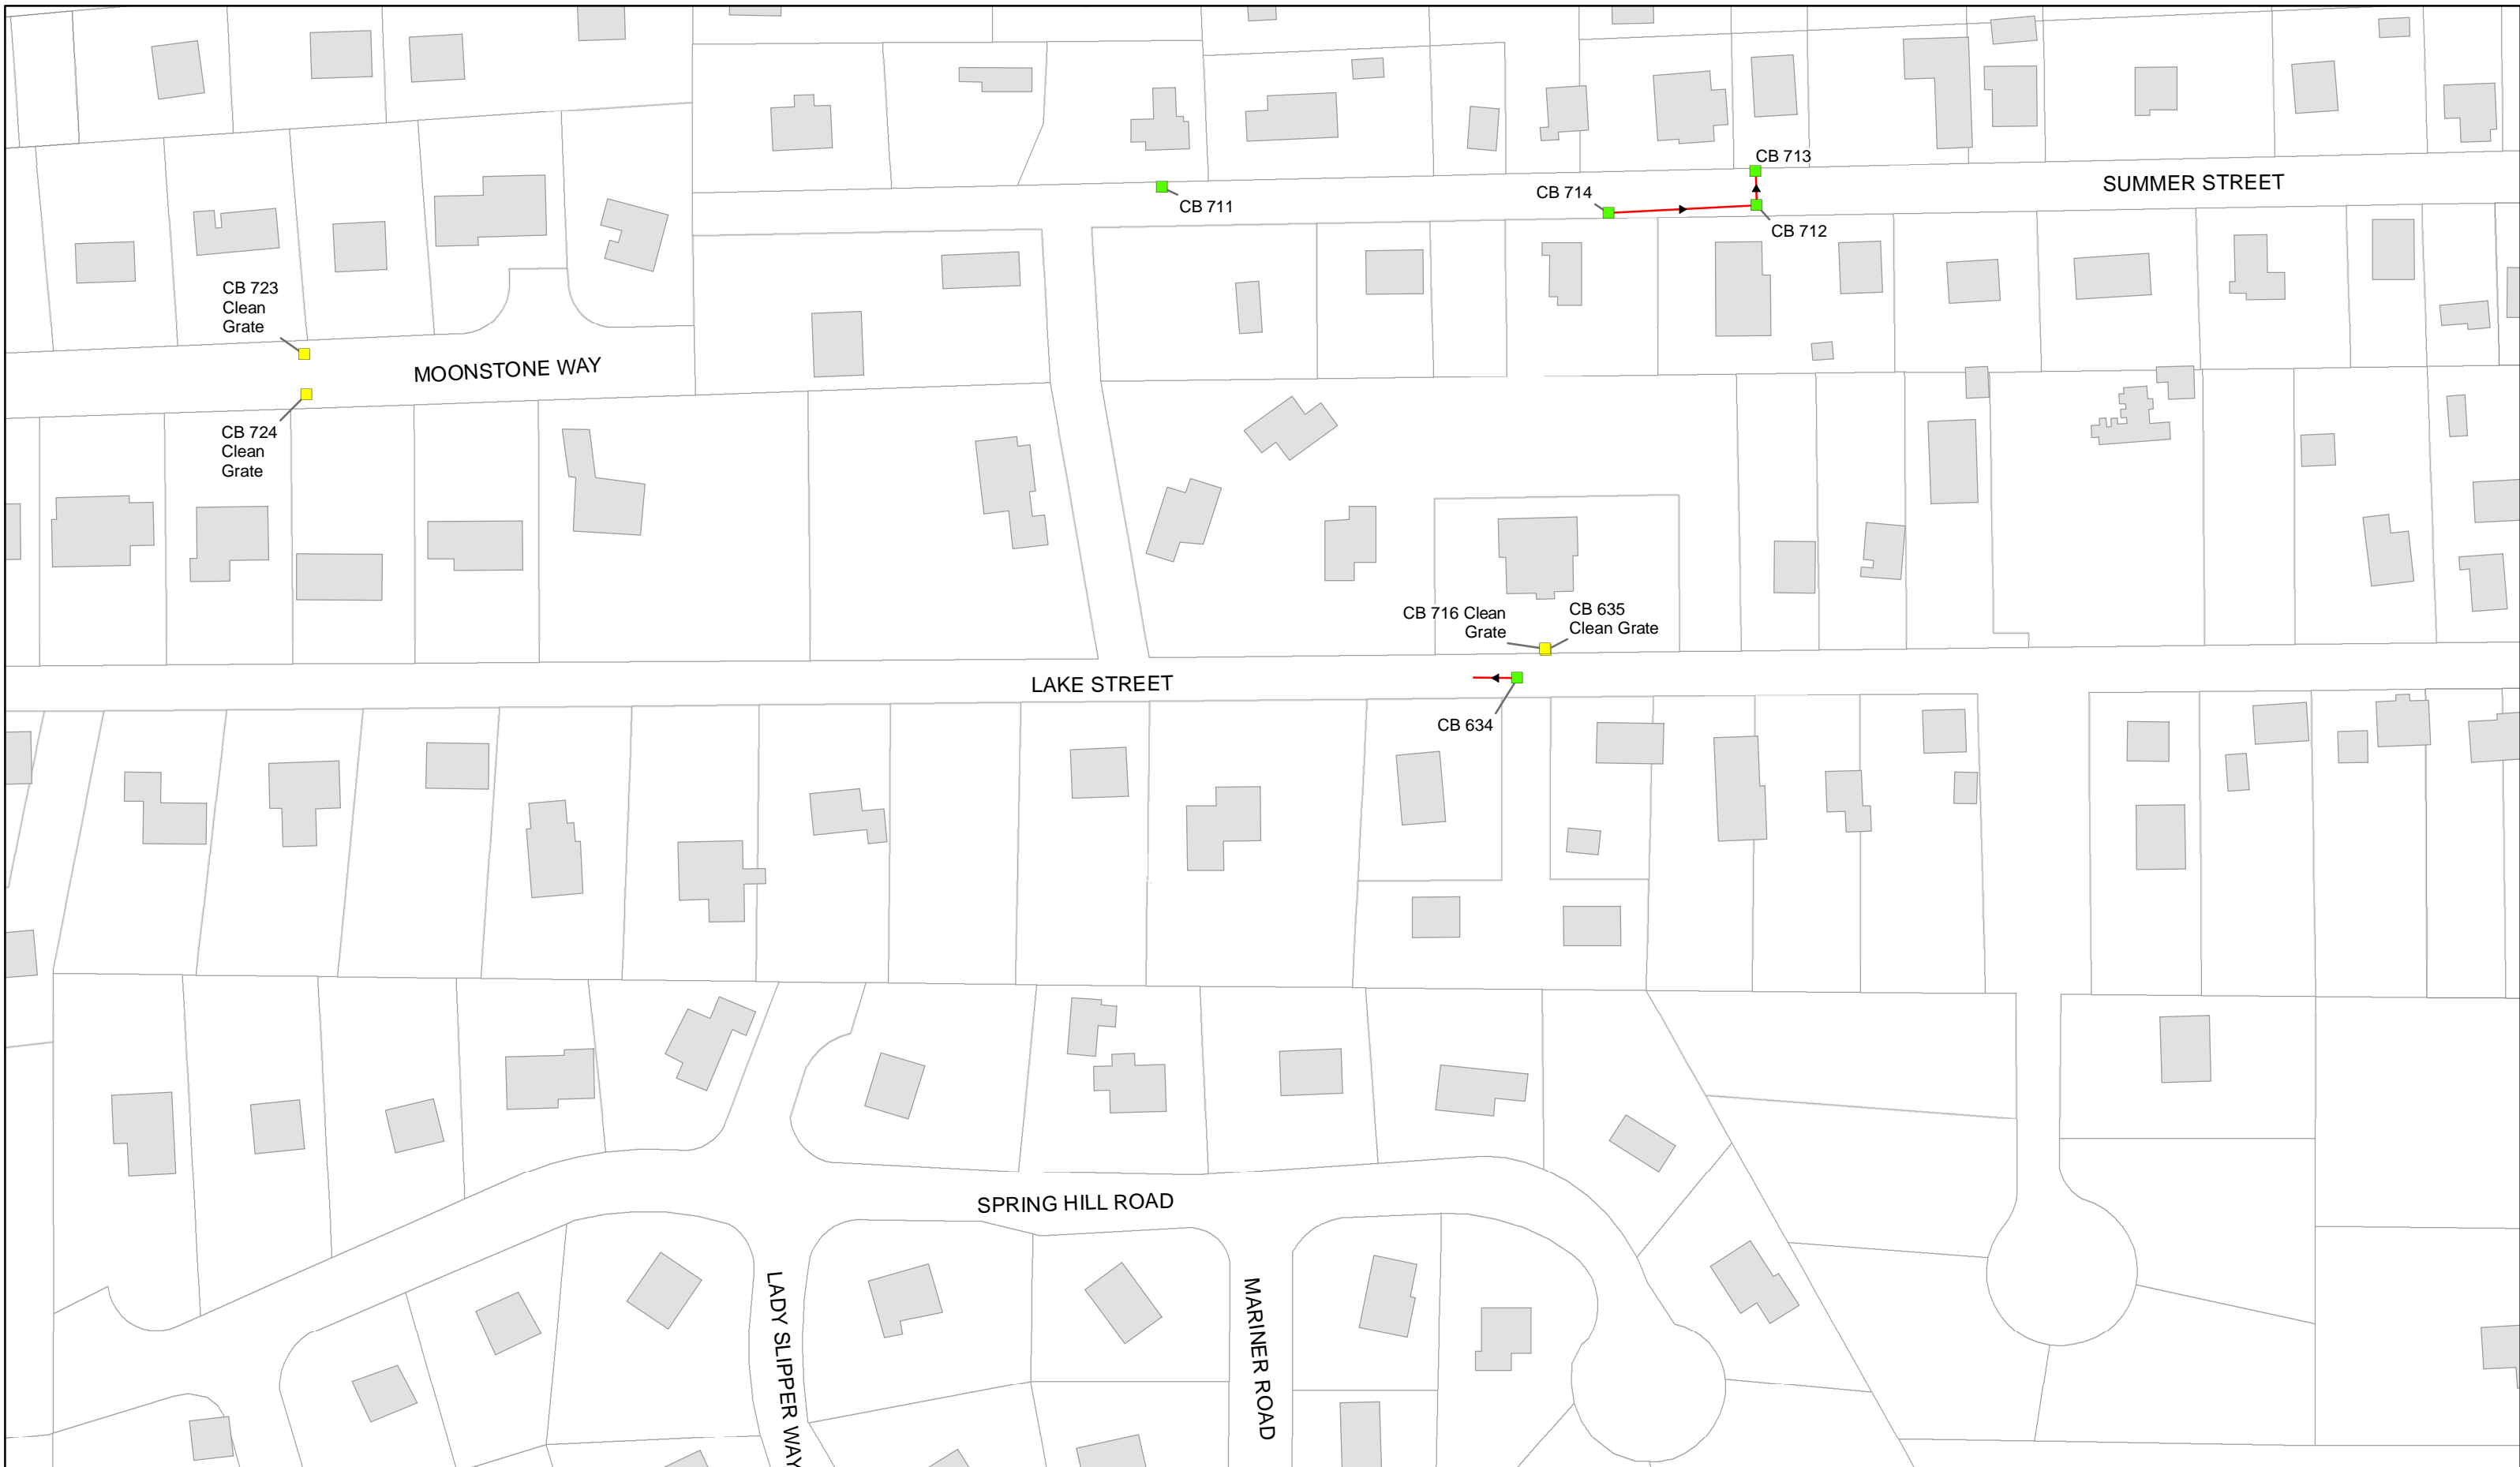 CB 713
SUMMER STREET
CB 714
CB 711
CB 712
CB 723
Clean
Grate
MOONSTONE WAY
CB 724
Clean
Grate
CB 716 Clean
Grate
CB 635
Clean Grate
LAKE STREET
CB 634
SPRING HILL ROAD
LADY SLIPPER WAY
MARINER ROAD